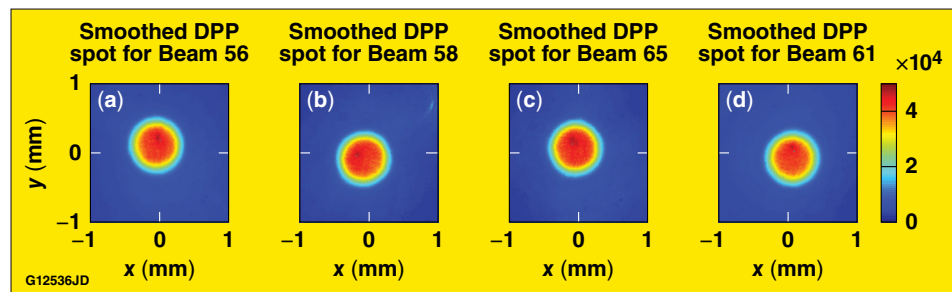 Smoothed DPP
spot for Beam 56
Smoothed DPP
spot for Beam 58
Smoothed DPP
spot for Beam 65
Smoothed DPP
spot for Beam 61
×10⁴
(a)
(b)
(c)
(d)
1
0
−1
y (mm)
−1 0 1
−1 0 1
−1 0 1
−1 0 1
x (mm)
x (mm)
x (mm)
x (mm)
4
2
0
G12536JD